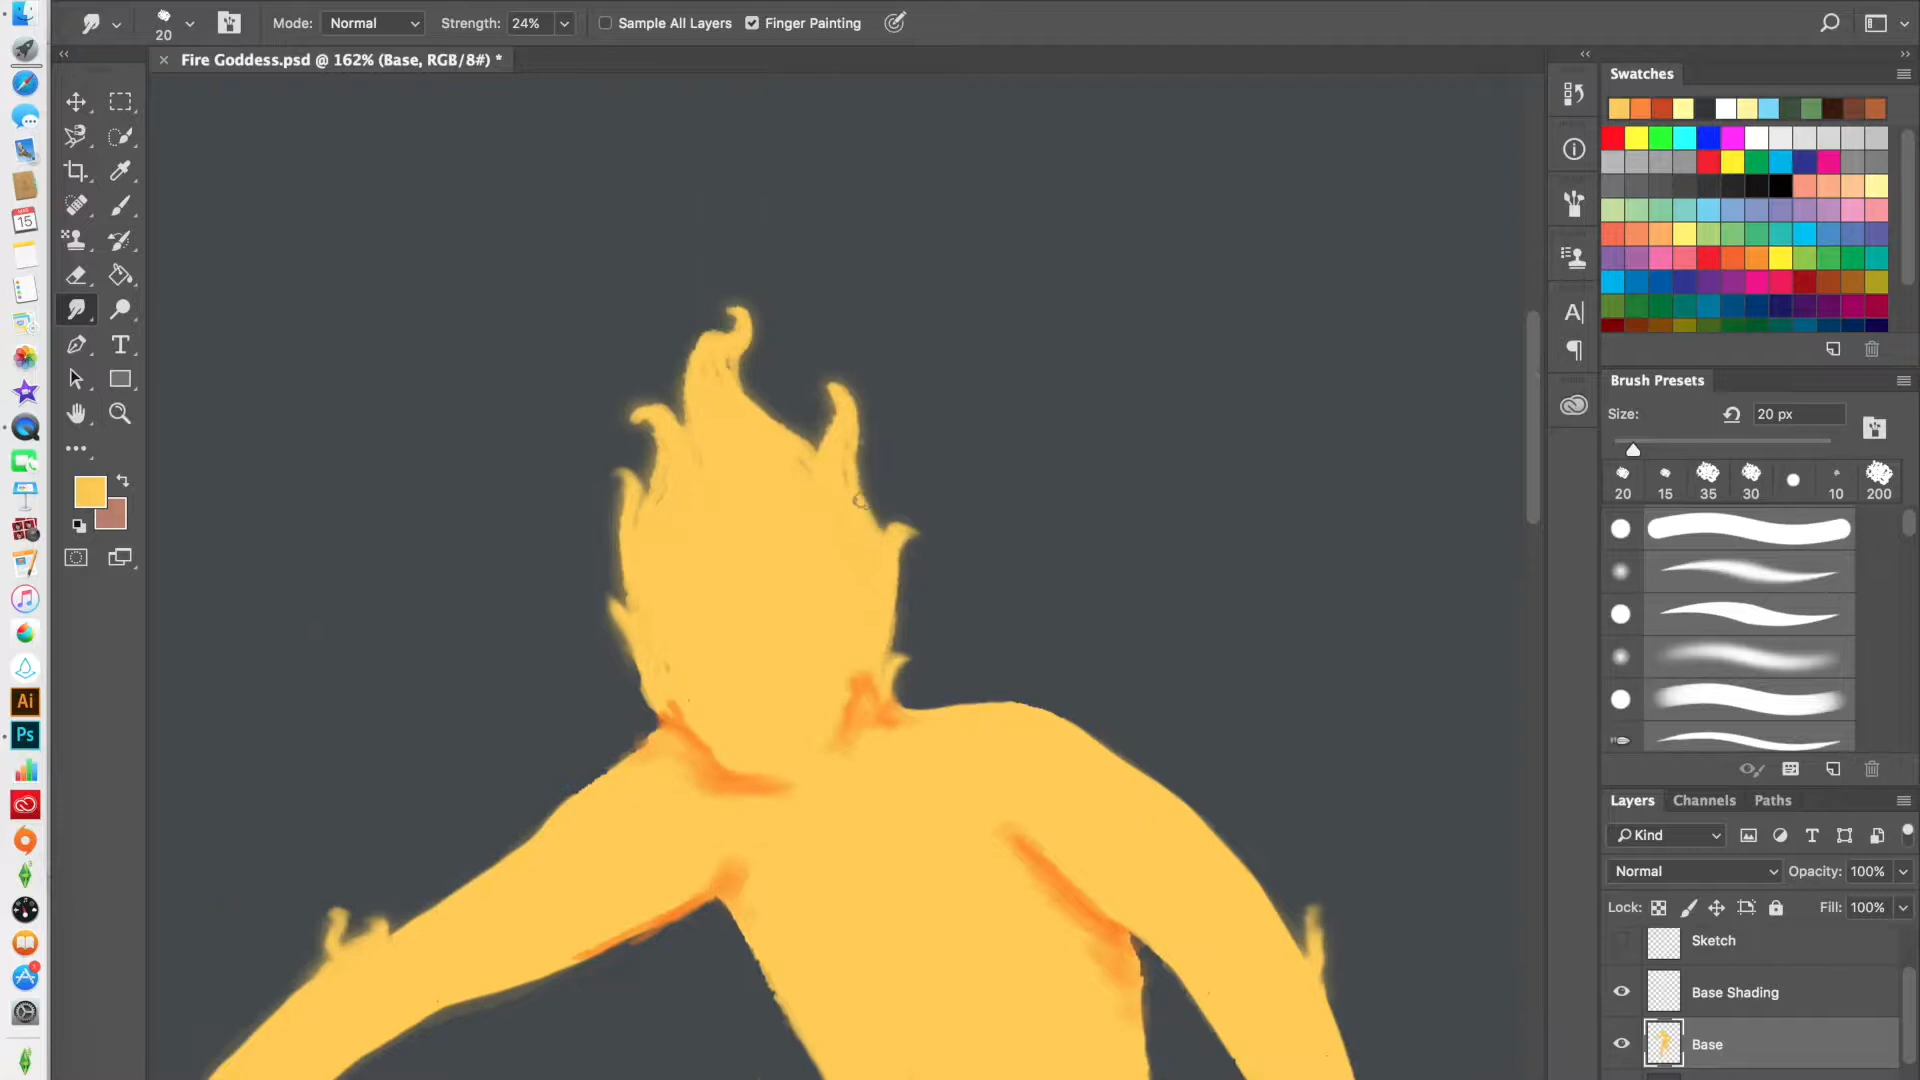 20
Mode: Normal
Strength: 24%
Sample All Layers
Finger Painting
Fire Goddess.psd @ 162% (Base, RGB/8#) *
Swatches
Brush Presets
Size:
20 px
20 15 35 30 10 200
Layers Channels Paths
Kind
Normal
Opacity: 100%
Lock:
Fill: 100%
Sketch
Base Shading
Base
T
A
15
Ai
Ps